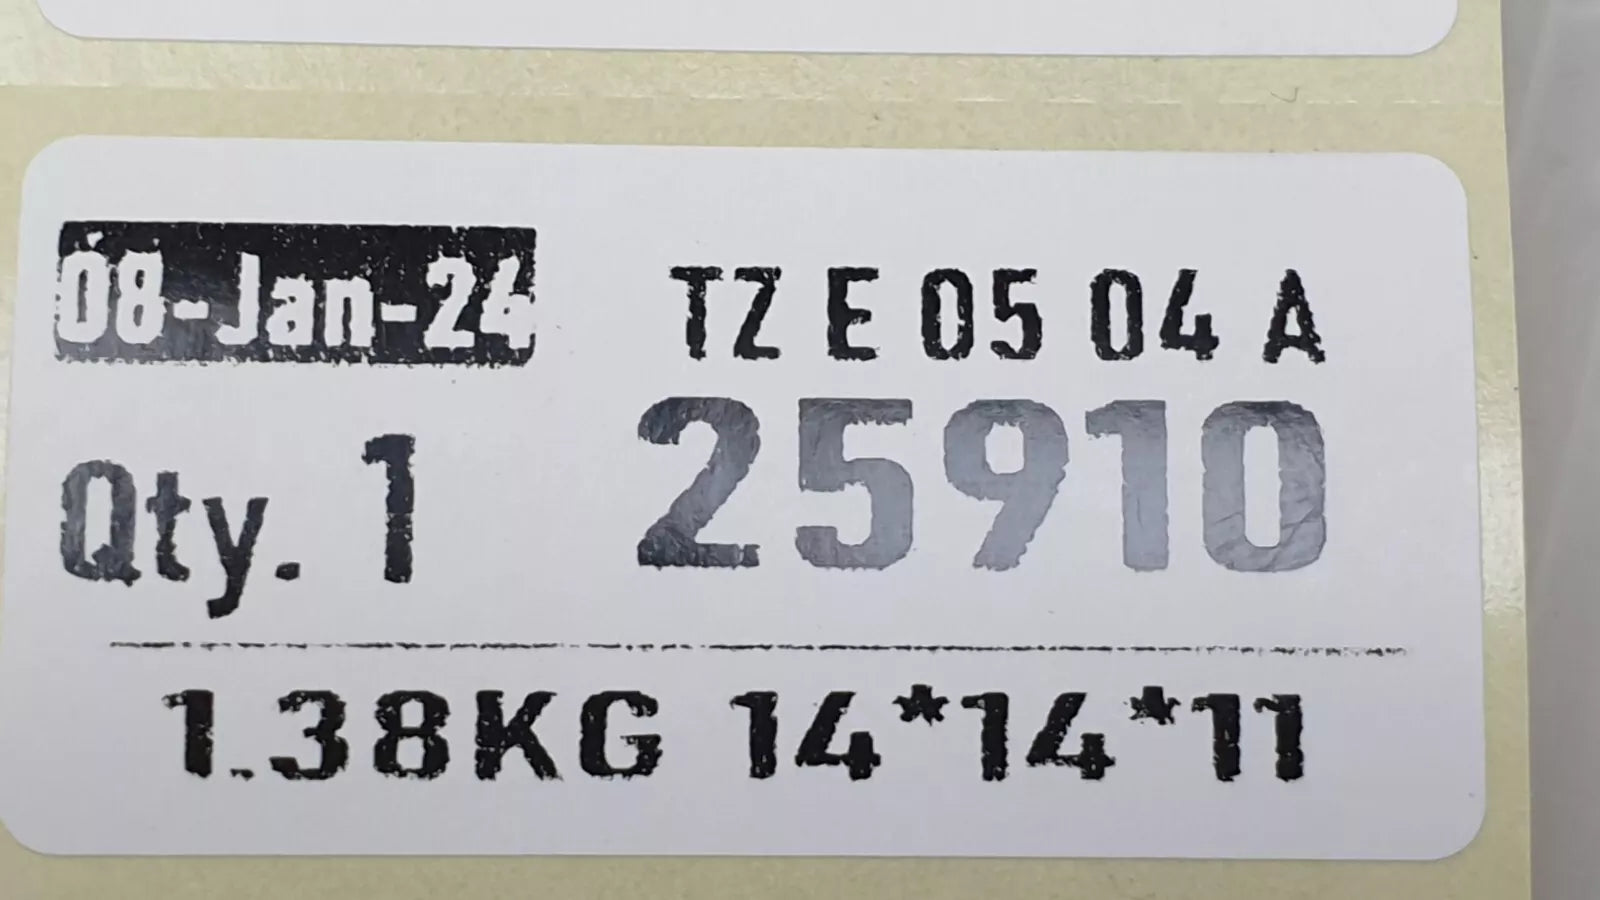 08-Jan-24 TZ E 05 04 A
Qty. 1 25910
1.38KG 14*14*11